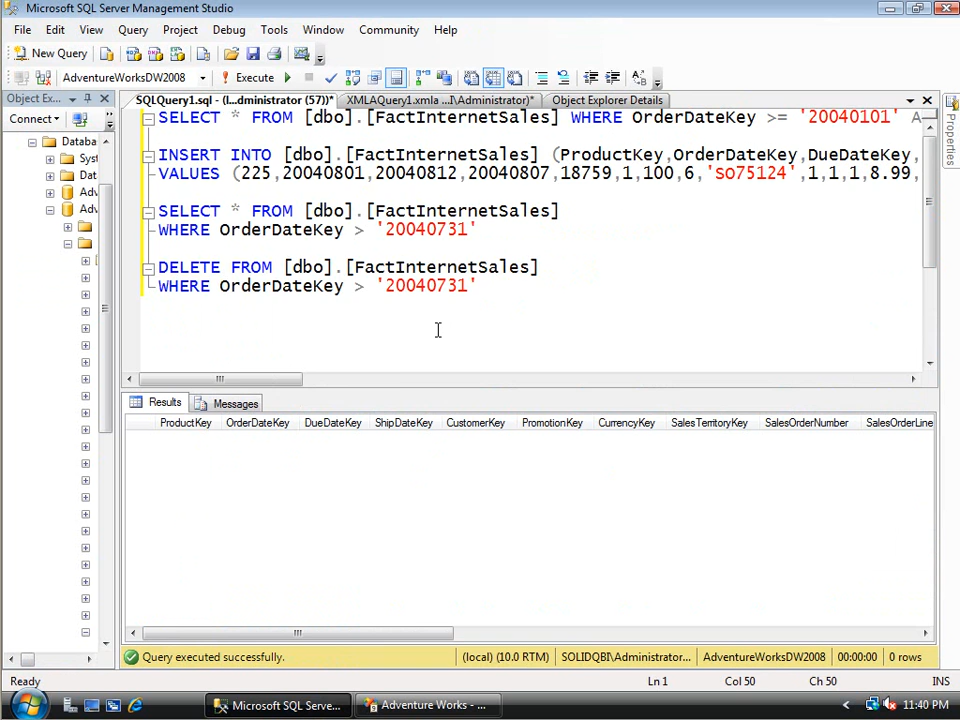 Microsoft SQL Server Management Studio
File Edit View Query Project Debug Tools Window Community Help
New Query
AdventureWorksDW2008 Execute
Object Ex... SQLQuery1.sql - (l...dministrator (57))* XMLAQuery1.xmla ...l\Administrator)* Object Explorer Details
Connect
Databa
Syst
Dat
Adv
Adv
Properties
SELECT * FROM [dbo].[FactInternetSales] WHERE OrderDateKey >= '20040101' A
INSERT INTO [dbo].[FactInternetSales] (ProductKey,OrderDateKey,DueDateKey,
VALUES (225,20040801,20040812,20040807,18759,1,100,6,'SO75124',1,1,1,8.99,
SELECT * FROM [dbo].[FactInternetSales]
WHERE OrderDateKey > '20040731'
DELETE FROM [dbo].[FactInternetSales]
WHERE OrderDateKey > '20040731'
Results Messages
ProductKey OrderDateKey DueDateKey ShipDateKey CustomerKey PromotionKey CurrencyKey SalesTerritoryKey SalesOrderNumber SalesOrderLine
Query executed successfully. (local) (10.0 RTM) SOLIDQBI\Administrator... AdventureWorksDW2008 00:00:00 0 rows
Ready Ln 1 Col 50 Ch 50 INS
Microsoft SQL Serve... Adventure Works - ... 11:40 PM